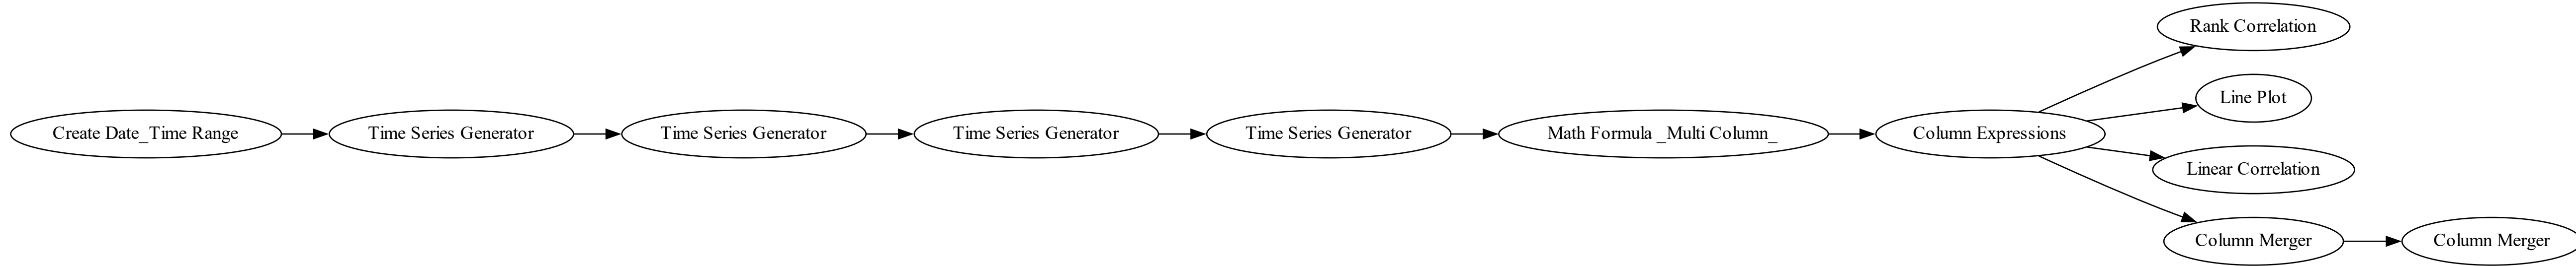 Create Date_Time Range
Time Series Generator
Time Series Generator
Time Series Generator
Time Series Generator
Math Formula _Multi Column_
Column Expressions
Rank Correlation
Line Plot
Linear Correlation
Column Merger
Column Merger